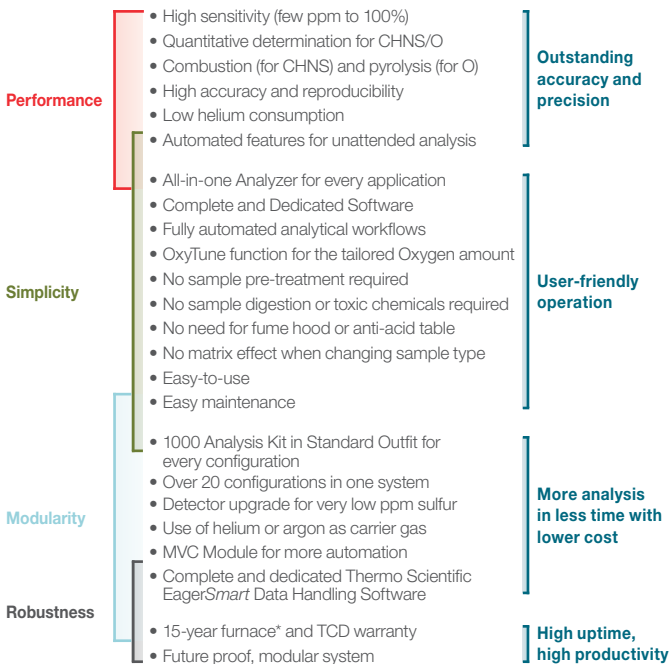 Performance
Simplicity
Modularity
Robustness
• High sensitivity (few ppm to 100%)
• Quantitative determination for CHNS/O
• Combustion (for CHNS) and pyrolysis (for O)
• High accuracy and reproducibility
• Low helium consumption
• Automated features for unattended analysis
• All-in-one Analyzer for every application
• Complete and Dedicated Software
• Fully automated analytical workflows
• OxyTune function for the tailored Oxygen amount
• No sample pre-treatment required
• No sample digestion or toxic chemicals required
• No need for fume hood or anti-acid table
• No matrix effect when changing sample type
• Easy-to-use
• Easy maintenance
• 1000 Analysis Kit in Standard Outfit for
every configuration
• Over 20 configurations in one system
• Detector upgrade for very low ppm sulfur
• Use of helium or argon as carrier gas
• MVC Module for more automation
• Complete and dedicated Thermo Scientific
EagerSmart Data Handling Software
• 15-year furnace* and TCD warranty
• Future proof, modular system
Outstanding
accuracy and
precision
User-friendly
operation
More analysis
in less time with
lower cost
High uptime,
high productivity